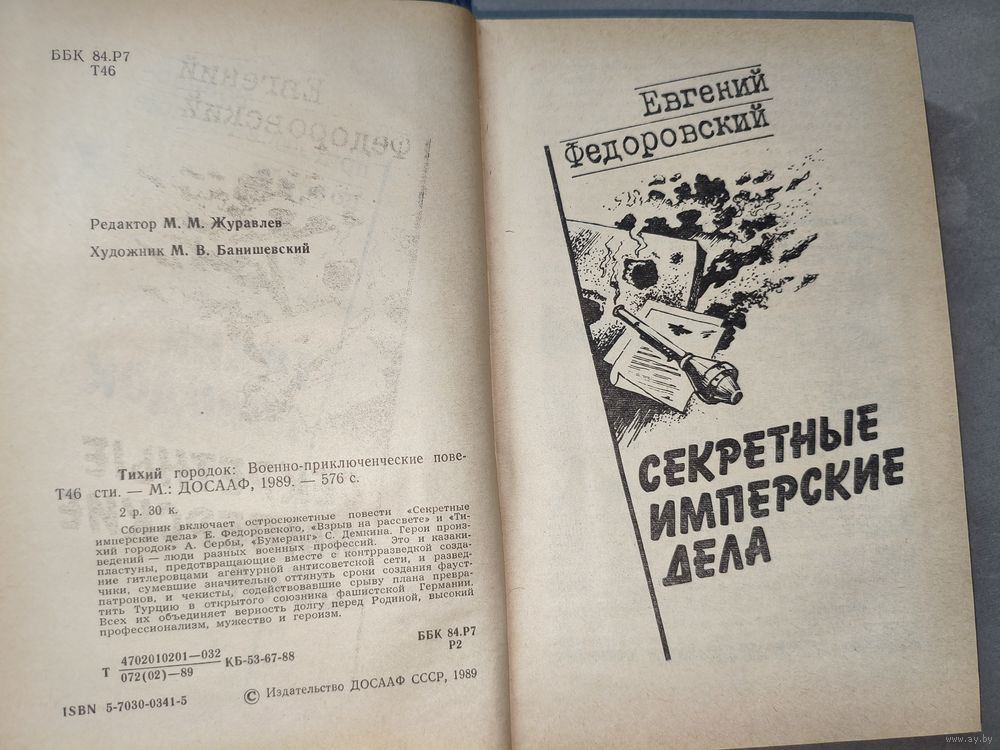 ББК 84.Р7
Т46
Редактор М. М. Журавлев
Художник М. В. Банишевский
Тихий городок: Военно-приключенческие пове-
Т46 сти. — М.: ДОСААФ, 1989. — 576 с.
2 р. 30 к.
Сборник включает остросюжетные повести «Секретные
имперские дела» Е. Федоровского, «Взрыв на рассвете» и «Ти-
хий городок» А. Сербы, «Бумеранг» С. Демкина. Герои произ-
ведений — люди разных военных профессий. Это и казаки-
пластуны, предотвращающие вместе с контрразведкой созда-
ние гитлеровцами агентурной антисоветской сети, и развед-
чики, сумевшие значительно оттянуть сроки создания фауст-
патронов, и чекисты, содействовавшие срыву плана превра-
тить Турцию в открытого союзника фашистской Германии.
Всех их объединяет верность долгу перед Родиной, высокий
профессионализм, мужество и героизм.
Т 4702010201—032
072(02)—89 КБ-53-67-88
ББК 84.Р7
Р2
ISBN 5-7030-0341-5
© Издательство ДОСААФ СССР, 1989
Евгений
Федоровский
СЕКРЕТНЫЕ
ИМПЕРСКИЕ
ДЕЛА
www.ay.by